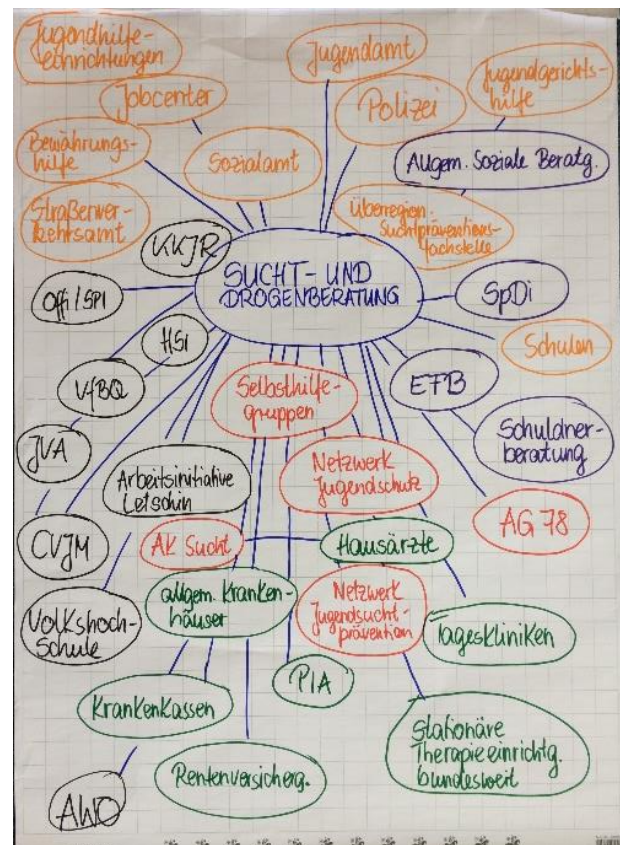 Jugendhilfe-
einrichtungen
Jugendamt
Jugendgerichts-
hilfe
Jobcenter
Polizei
Bewährungs-
hilfe
Sozialamt
Allgem. Soziale Beratg.
Straßenver-
kehrsamt
überregion.
Suchtpräventions-
fachstelle
KKJR
SUCHT- UND
DROGENBERATUNG
SpDi
Offi/SPI
HSI
Schulen
VfBQ
Selbsthilfe-
gruppen
EFB
Schuldner-
beratung
JVA
Arbeitsinitiative
Letschin
Netzwerk
Jugendschutz
AG 78
CVJM
AK Sucht
Hausärzte
allgem. Kranken-
häuser
Netzwerk
Jugendsucht-
prävention
Volkshoch-
Schule
Tageskliniken
PIA
Krankenkassen
Stationäre
Therapieeinrichtg.
bundesweit
Rentenversicherg.
AWO